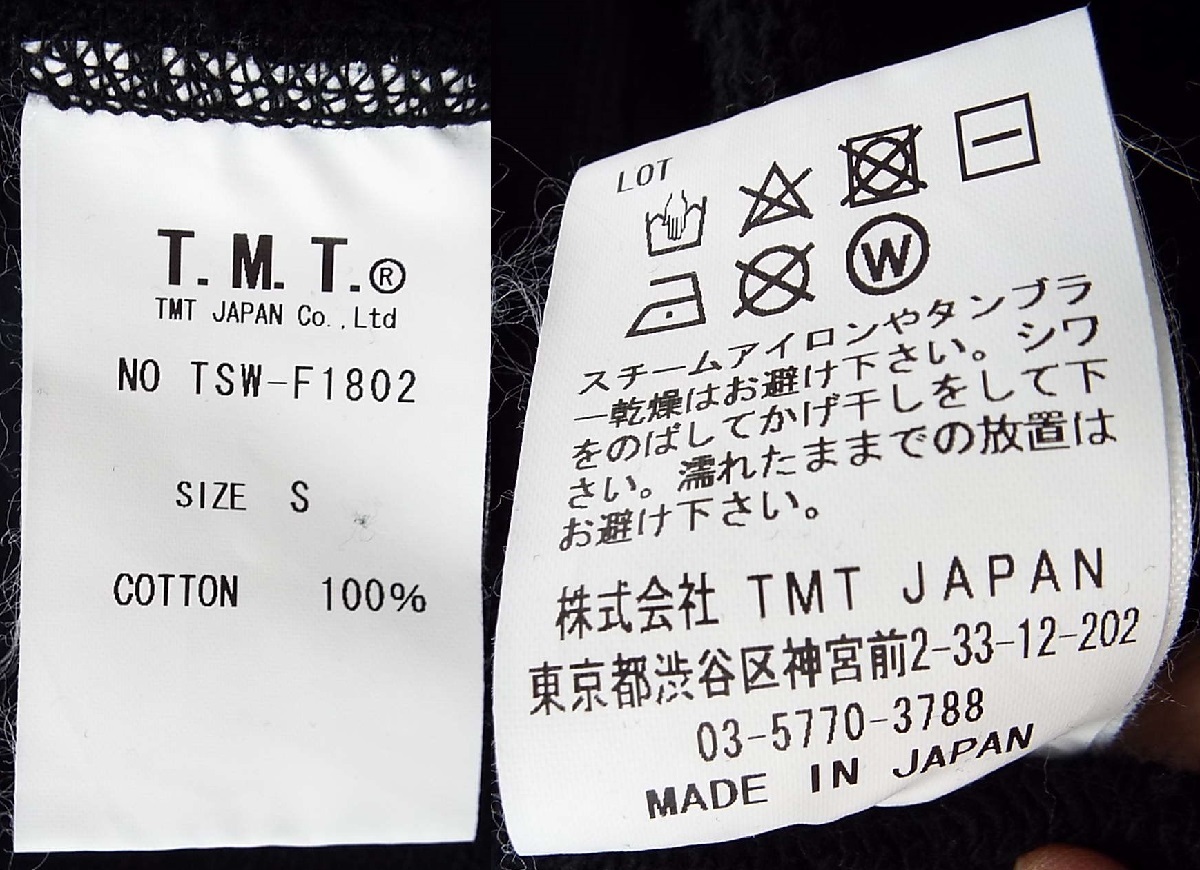 T. M. T.®
TMT JAPAN Co.,Ltd
NO TSW-F1802
SIZE S
COTTON 100%
LOT
W
スチームアイロンやタンブラ
ー乾燥はお避け下さい。シワ
をのばしてかげ干しをして下
さい。濡れたままでの放置は
お避け下さい。
株式会社 TMT JAPAN
東京都渋谷区神宮前2-33-12-202
03-5770-3788
MADE IN JAPAN